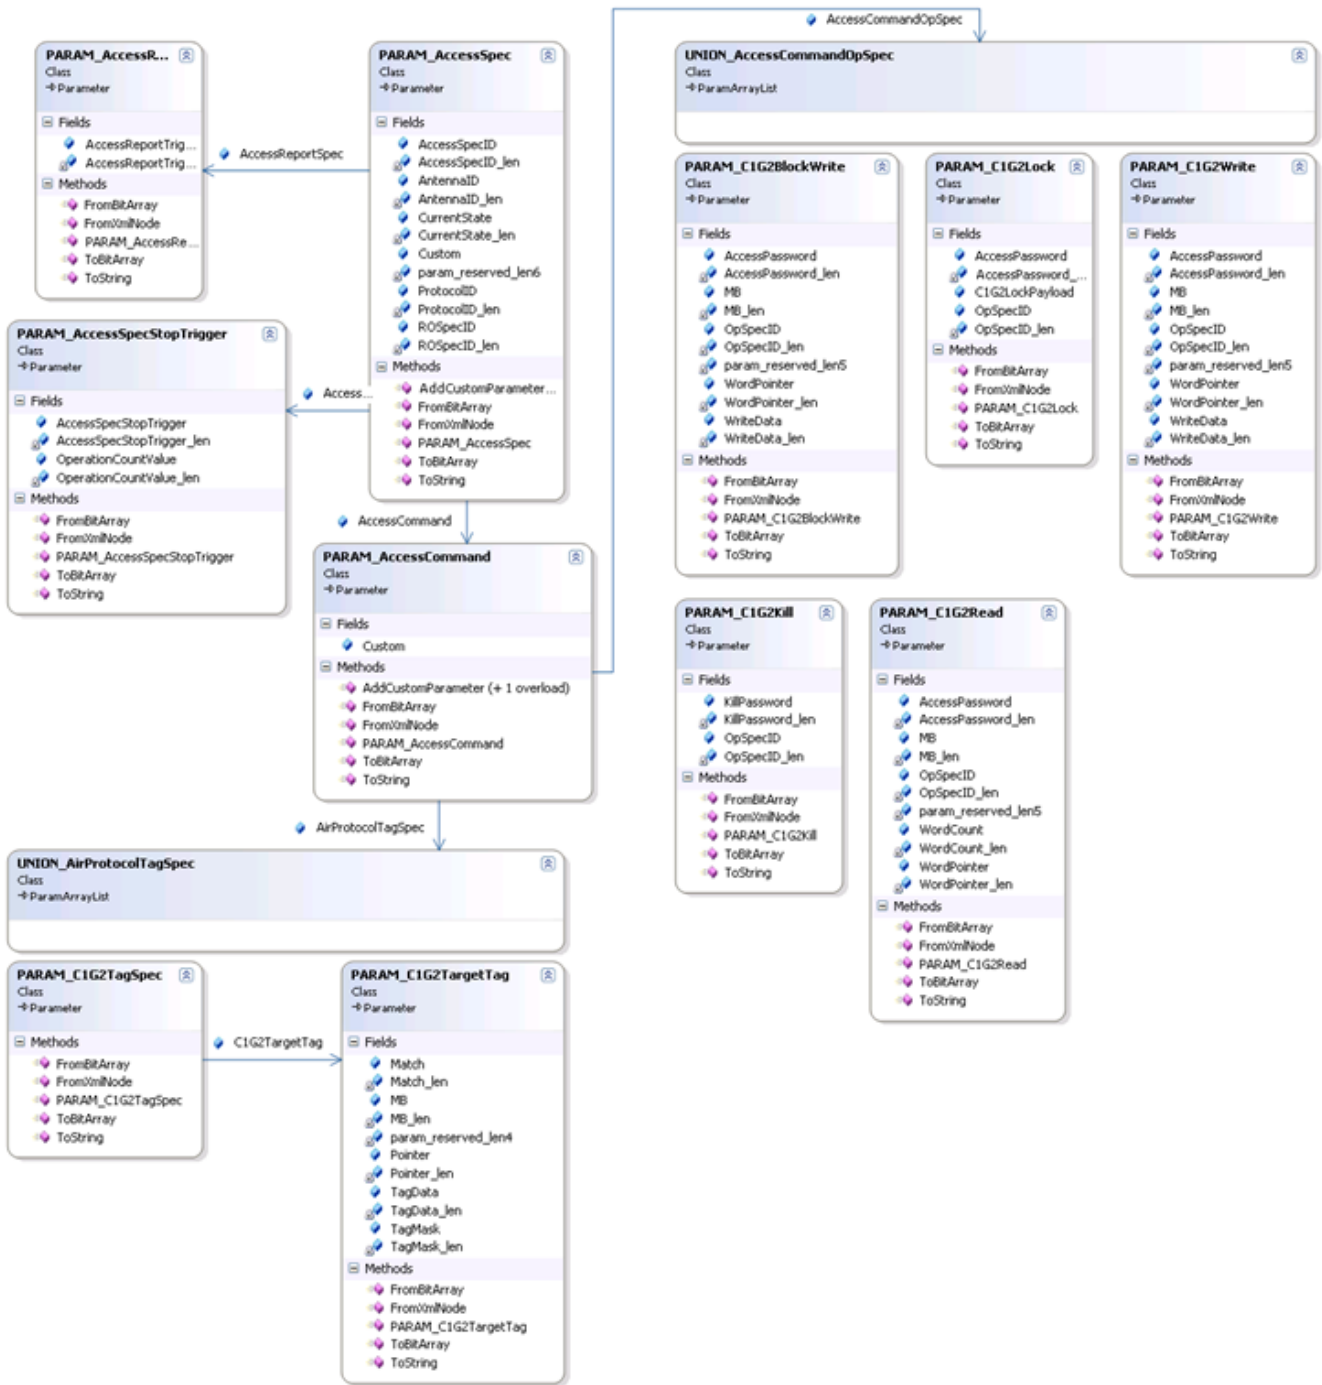 AccessCommandOpSpec
PARAM_AccessR...
Class
Parameter
Fields
AccessReportTrig...
AccessReportTrig...
Methods
FromBitArray
FromXmlNode
PARAM_AccessRe...
ToBitArray
ToString
AccessReportSpec
PARAM_AccessSpec
Class
Parameter
Fields
AccessSpecID
AccessSpecID_len
AntennaID
AntennaID_len
CurrentState
CurrentState_len
Custom
param_reserved_len6
ProtocolID
ProtocolID_len
ROSpecID
ROSpecID_len
Methods
AddCustomParameter...
FromBitArray
FromXmlNode
PARAM_AccessSpec
ToBitArray
ToString
UNION_AccessCommandOpSpec
Class
ParamArrayList
PARAM_C1G2BlockWrite
Class
Parameter
Fields
AccessPassword
AccessPassword_len
MB
MB_len
OpSpecID
OpSpecID_len
param_reserved_len5
WordPointer
WordPointer_len
WriteData
WriteData_len
Methods
FromBitArray
FromXmlNode
PARAM_C1G2BlockWrite
ToBitArray
ToString
PARAM_C1G2Lock
Class
Parameter
Fields
AccessPassword
AccessPassword_...
C1G2LockPayload
OpSpecID
OpSpecID_len
Methods
FromBitArray
FromXmlNode
PARAM_C1G2Lock
ToBitArray
ToString
PARAM_C1G2Write
Class
Parameter
Fields
AccessPassword
AccessPassword_len
MB
MB_len
OpSpecID
OpSpecID_len
param_reserved_len5
WordPointer
WordPointer_len
WriteData
WriteData_len
Methods
FromBitArray
FromXmlNode
PARAM_C1G2Write
ToBitArray
ToString
PARAM_AccessSpecStopTrigger
Class
Parameter
Fields
AccessSpecStopTrigger
AccessSpecStopTrigger_len
OperationCountValue
OperationCountValue_len
Methods
FromBitArray
FromXmlNode
PARAM_AccessSpecStopTrigger
ToBitArray
ToString
Access...
AccessCommand
PARAM_AccessCommand
Class
Parameter
Fields
Custom
Methods
AddCustomParameter (+ 1 overload)
FromBitArray
FromXmlNode
PARAM_AccessCommand
ToBitArray
ToString
PARAM_C1G2Kill
Class
Parameter
Fields
KillPassword
KillPassword_len
OpSpecID
OpSpecID_len
Methods
FromBitArray
FromXmlNode
PARAM_C1G2Kill
ToBitArray
ToString
PARAM_C1G2Read
Class
Parameter
Fields
AccessPassword
AccessPassword_len
MB
MB_len
OpSpecID
OpSpecID_len
param_reserved_len5
WordCount
WordCount_len
WordPointer
WordPointer_len
Methods
FromBitArray
FromXmlNode
PARAM_C1G2Read
ToBitArray
ToString
AirProtocolTagSpec
UNION_AirProtocolTagSpec
Class
ParamArrayList
PARAM_C1G2TagSpec
Class
Parameter
Methods
FromBitArray
FromXmlNode
PARAM_C1G2TagSpec
ToBitArray
ToString
C1G2TargetTag
PARAM_C1G2TargetTag
Class
Parameter
Fields
Match
Match_len
MB
MB_len
param_reserved_len4
Pointer
Pointer_len
TagData
TagData_len
TagMask
TagMask_len
Methods
FromBitArray
FromXmlNode
PARAM_C1G2TargetTag
ToBitArray
ToString